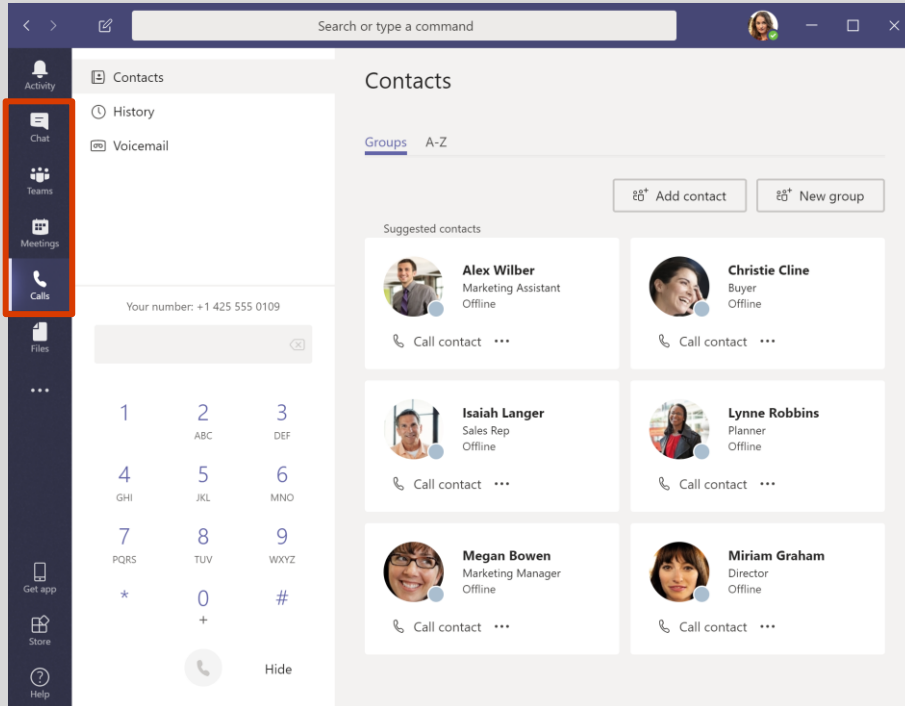 Search or type a command
Activity
Chat
Teams
Meetings
Calls
Files
Get app
Store
Help
Contacts
History
Voicemail
Your number: +1 425 555 0109
1 2 3
ABC DEF
4 5 6
GHI JKL MNO
7 8 9
PQRS TUV WXYZ
* 0 #
+
Hide
Contacts
Groups A-Z
Add contact New group
Suggested contacts
Alex Wilber
Marketing Assistant
Offline
Call contact
Christie Cline
Buyer
Offline
Call contact
Isaiah Langer
Sales Rep
Offline
Call contact
Lynne Robbins
Planner
Offline
Call contact
Megan Bowen
Marketing Manager
Offline
Call contact
Miriam Graham
Director
Offline
Call contact